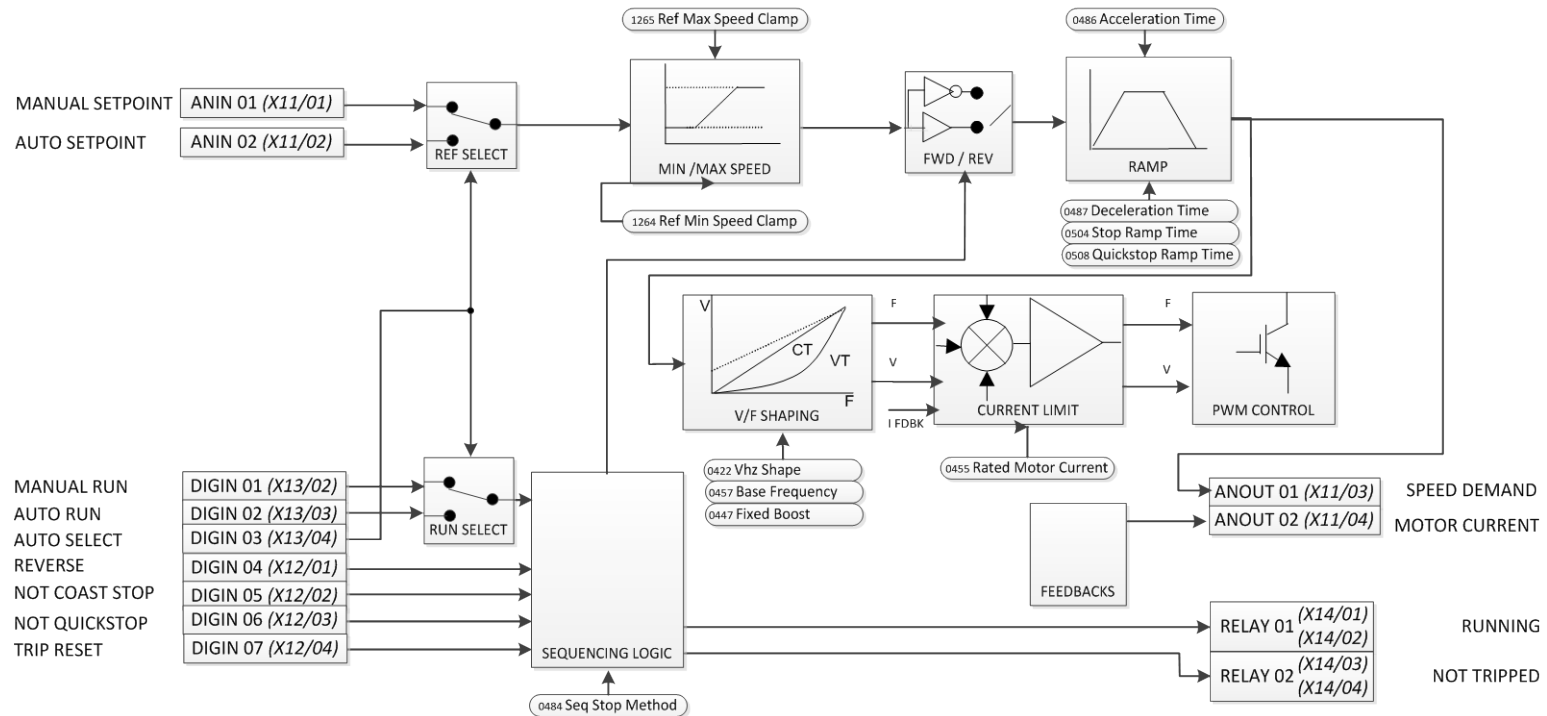 1265 Ref Max Speed Clamp
0486 Acceleration Time
MANUAL SETPOINT
ANIN 01 (X11/01)
AUTO SETPOINT
ANIN 02 (X11/02)
REF SELECT
MIN /MAX SPEED
FWD / REV
RAMP
1264 Ref Min Speed Clamp
0487 Deceleration Time
0504 Stop Ramp Time
0508 Quickstop Ramp Time
V
CT
VT
F
V/F SHAPING
F
V
I FDBK
CURRENT LIMIT
F
V
PWM CONTROL
0422 Vhz Shape
0457 Base Frequency
0447 Fixed Boost
0455 Rated Motor Current
MANUAL RUN
DIGIN 01 (X13/02)
AUTO RUN
DIGIN 02 (X13/03)
AUTO SELECT
DIGIN 03 (X13/04)
REVERSE
DIGIN 04 (X12/01)
NOT COAST STOP
DIGIN 05 (X12/02)
NOT QUICKSTOP
DIGIN 06 (X12/03)
TRIP RESET
DIGIN 07 (X12/04)
RUN SELECT
SEQUENCING LOGIC
0484 Seq Stop Method
FEEDBACKS
ANOUT 01 (X11/03)
SPEED DEMAND
ANOUT 02 (X11/04)
MOTOR CURRENT
RELAY 01 (X14/01)
(X14/02)
RUNNING
RELAY 02 (X14/03)
(X14/04)
NOT TRIPPED